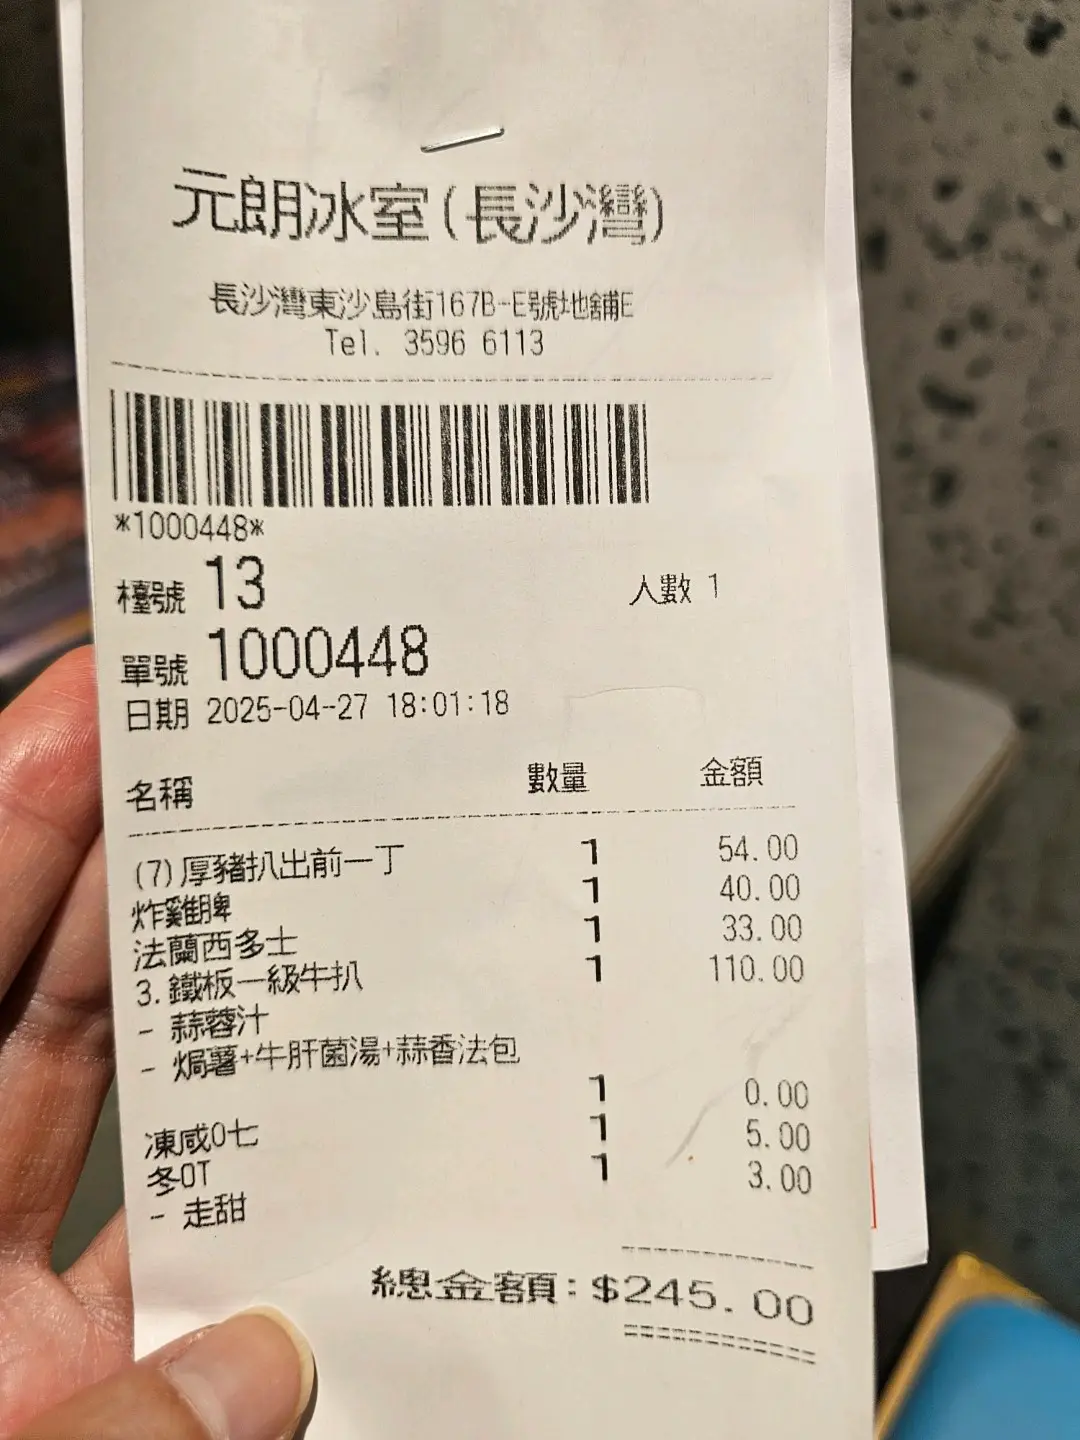 元朗冰室(長沙灣)
長沙灣東沙島街167B-E號地舖E
Tel. 3596 6113
*1000448*
檯號 13 人數 1
單號 1000448
日期 2025-04-27 18:01:18
名稱 數量 金額
(7)厚豬扒出前一丁 1 54.00
炸雞髀 1 40.00
法蘭西多士 1 33.00
3.鐵板一級牛扒 1 110.00
- 蒜蓉汁
- 焗薯+牛肝菌湯+蒜香法包
1 0.00
凍咸0七 1 5.00
冬OT 1 3.00
- 走甜
總金額:$245.00